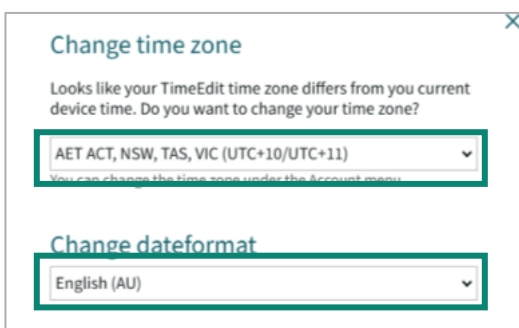 Change time zone
Looks like your TimeEdit time zone differs from you current
device time. Do you want to change your time zone?
AET ACT, NSW, TAS, VIC (UTC+10/UTC+11)
You can change the time zone under the Account menu
Change dateformat
English (AU)